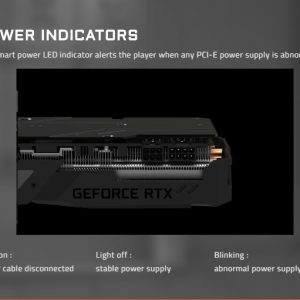 WER INDICATORS
mart power LED indicator alerts the player when any PCI-E power supply is abno
GEFORCE RTX
on :
Light off :
Blinking :
cable disconnected
stable power supply
abnormal power supply